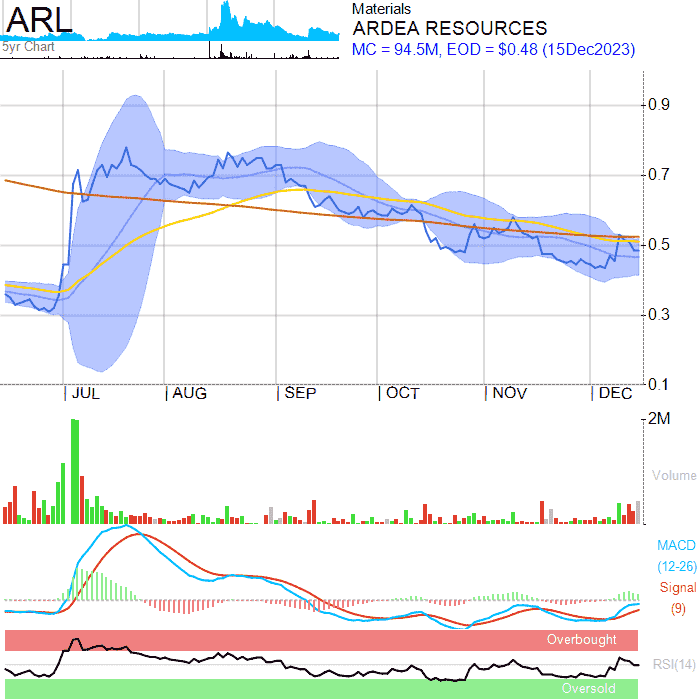 ARL
Materials
ARDEA RESOURCES
5yr Chart
MC = 94.5M, EOD = $0.48 (15Dec2023)
0.9
0.7
0.5
0.3
0.1
JUL AUG SEP OCT NOV DEC
2M
Volume
MACD
(12-26)
Signal
(9)
Overbought
RSI(14)
Oversold